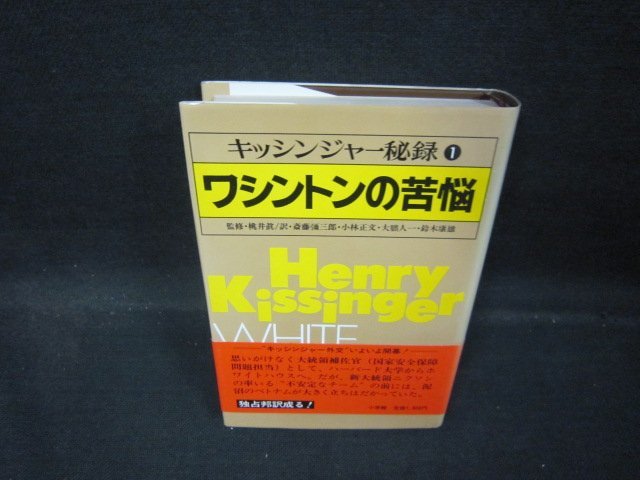 キッシンジャー秘録❶
ワシントンの苦悩
監修・桃井眞/訳・斎藤彌三郎・小林正文・大朏人一・鈴木康雄
Henry
Kissinger
WHITE
“キッシンジャー外交”いよいよ開幕!
思いがけなく大統領補佐官(国家安全保障
問題担当)として、ハーバード大学からホ
ワイトハウスへ。だが、新大統領ニクソン
の率いる“不安定なチーム”の前には、泥
沼のベトナムが大きく立ちはだかっていた。
独占邦訳成る!
小学館